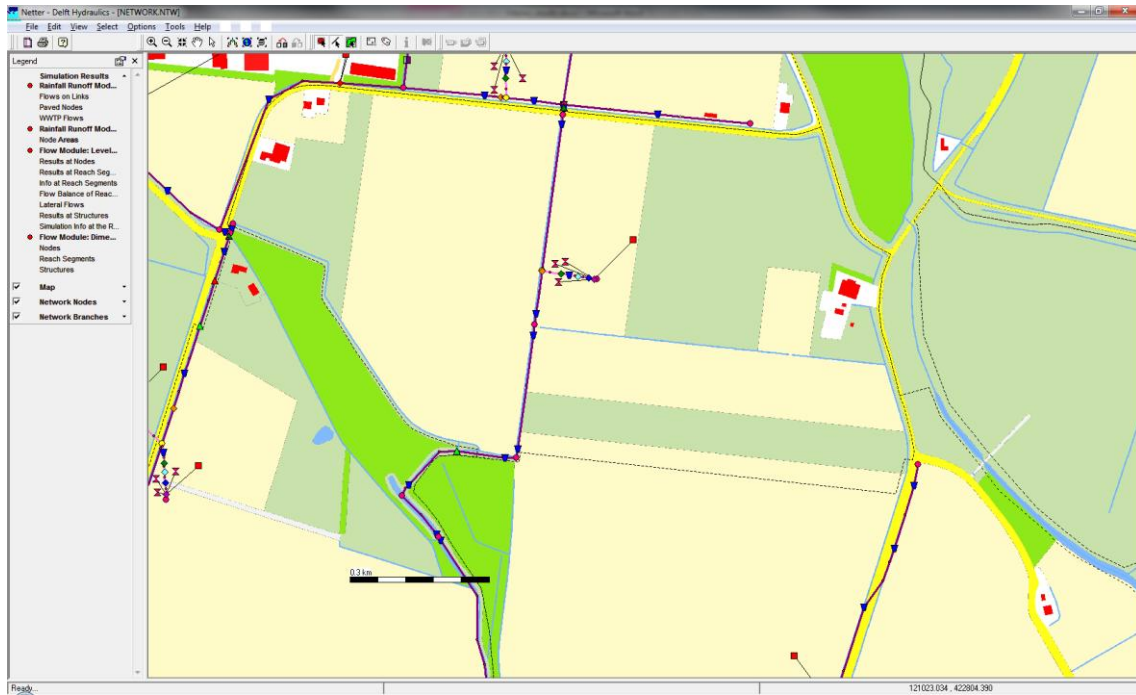 Netter - Delft Hydraulics - [NETWORK.NTW]
File Edit View Select Options Tools Help
Legend
Simulation Results
Rainfall Runoff Mod...
Flows on Links
Paved Nodes
WWTP Flows
Rainfall Runoff Mod...
Node Areas
Flow Module: Level...
Results at Nodes
Results at Reach Seg...
Info at Reach Segments
Flow Balance of Reac...
Lateral Flows
Results at Structures
Simulation Info at the R...
Flow Module: Dime...
Nodes
Reach Segments
Structures
Map
Network Nodes
Network Branches
0.3 km
Ready...
121023.034 , 422804.390